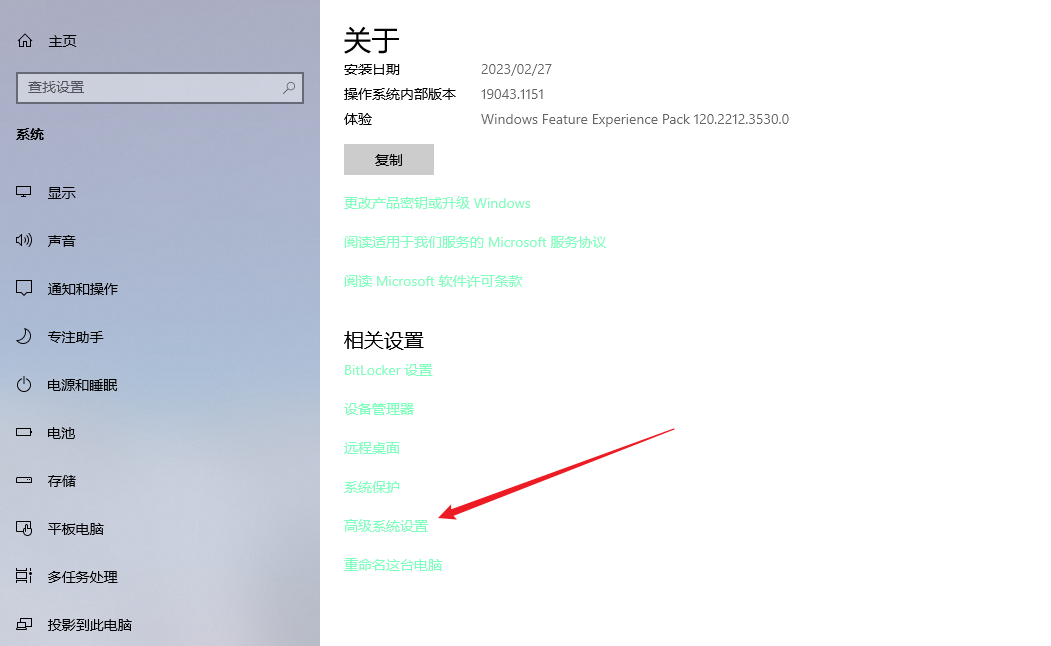 主页
查找设置
系统
显示
声音
通知和操作
专注助手
电源和睡眠
电池
存储
平板电脑
多任务处理
投影到此电脑
关于
安装日期 2023/02/27
操作系统内部版本 19043.1151
体验 Windows Feature Experience Pack 120.2212.3530.0
复制
更改产品密钥或升级 Windows
阅读适用于我们服务的 Microsoft 服务协议
阅读 Microsoft 软件许可条款
相关设置
BitLocker 设置
设备管理器
远程桌面
系统保护
高级系统设置
重命名这台电脑